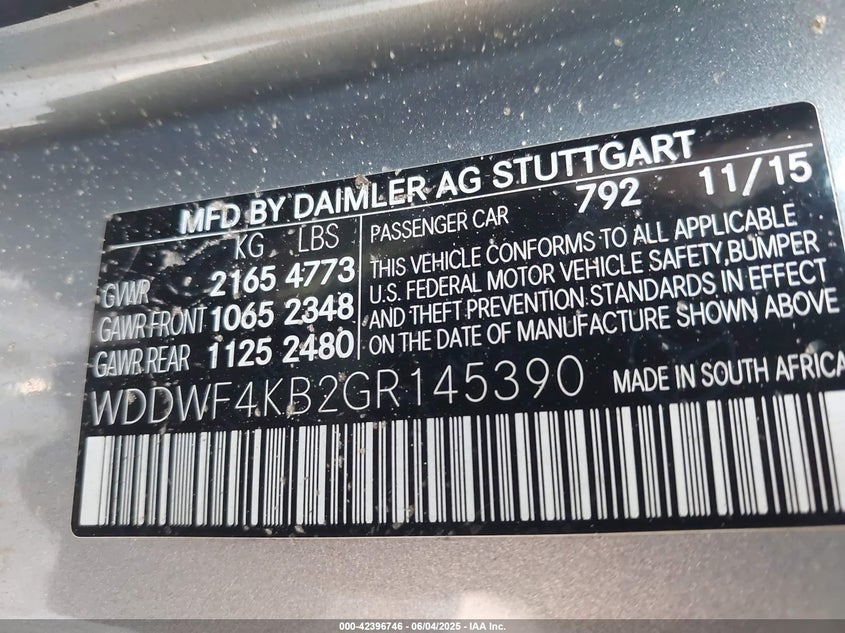 MFD BY DAIMLER AG STUTTGART
KG LBS
GVWR 2165 4773
GAWR FRONT 1065 2348
GAWR REAR 1125 2480
PASSENGER CAR 792 11/15
THIS VEHICLE CONFORMS TO ALL APPLICABLE
U.S. FEDERAL MOTOR VEHICLE SAFETY,BUMPER
AND THEFT PREVENTION STANDARDS IN EFFECT
ON THE DATE OF MANUFACTURE SHOWN ABOVE
WDDWF4KB2GR145390 MADE IN SOUTH AFRICA
000-42396746 | 06/04/2025 - IAA Inc.